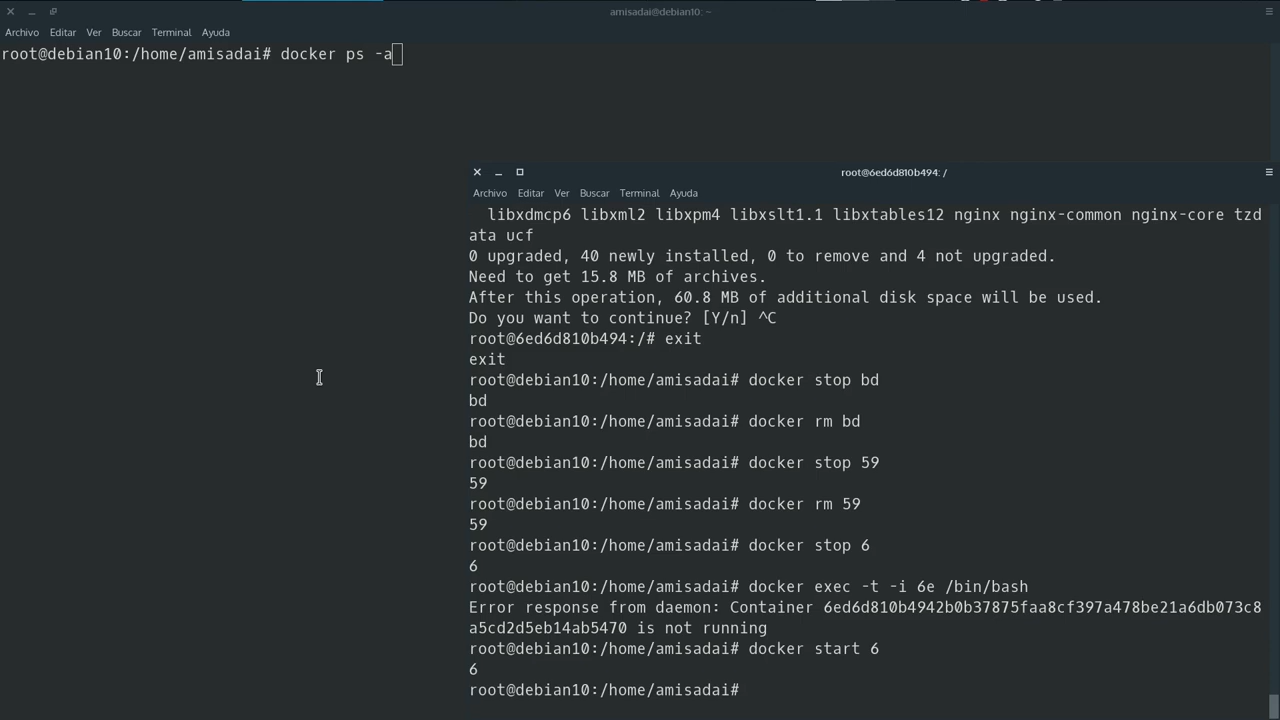 amisadai@debian10: ~
Archivo Editar Ver Buscar Terminal Ayuda
root@debian10:/home/amisadai# docker ps -a
root@6ed6d810b494: /
Archivo Editar Ver Buscar Terminal Ayuda
libxdmcp6 libxml2 libxpm4 libxslt1.1 libxtables12 nginx nginx-common nginx-core tzd
ata ucf
0 upgraded, 40 newly installed, 0 to remove and 4 not upgraded.
Need to get 15.8 MB of archives.
After this operation, 60.8 MB of additional disk space will be used.
Do you want to continue? [Y/n] ^C
root@6ed6d810b494:/# exit
exit
root@debian10:/home/amisadai# docker stop bd
bd
root@debian10:/home/amisadai# docker rm bd
bd
root@debian10:/home/amisadai# docker stop 59
59
root@debian10:/home/amisadai# docker rm 59
59
root@debian10:/home/amisadai# docker stop 6
6
root@debian10:/home/amisadai# docker exec -t -i 6e /bin/bash
Error response from daemon: Container 6ed6d810b4942b0b37875faa8cf397a478be21a6db073c8
a5cd2d5eb14ab5470 is not running
root@debian10:/home/amisadai# docker start 6
6
root@debian10:/home/amisadai#